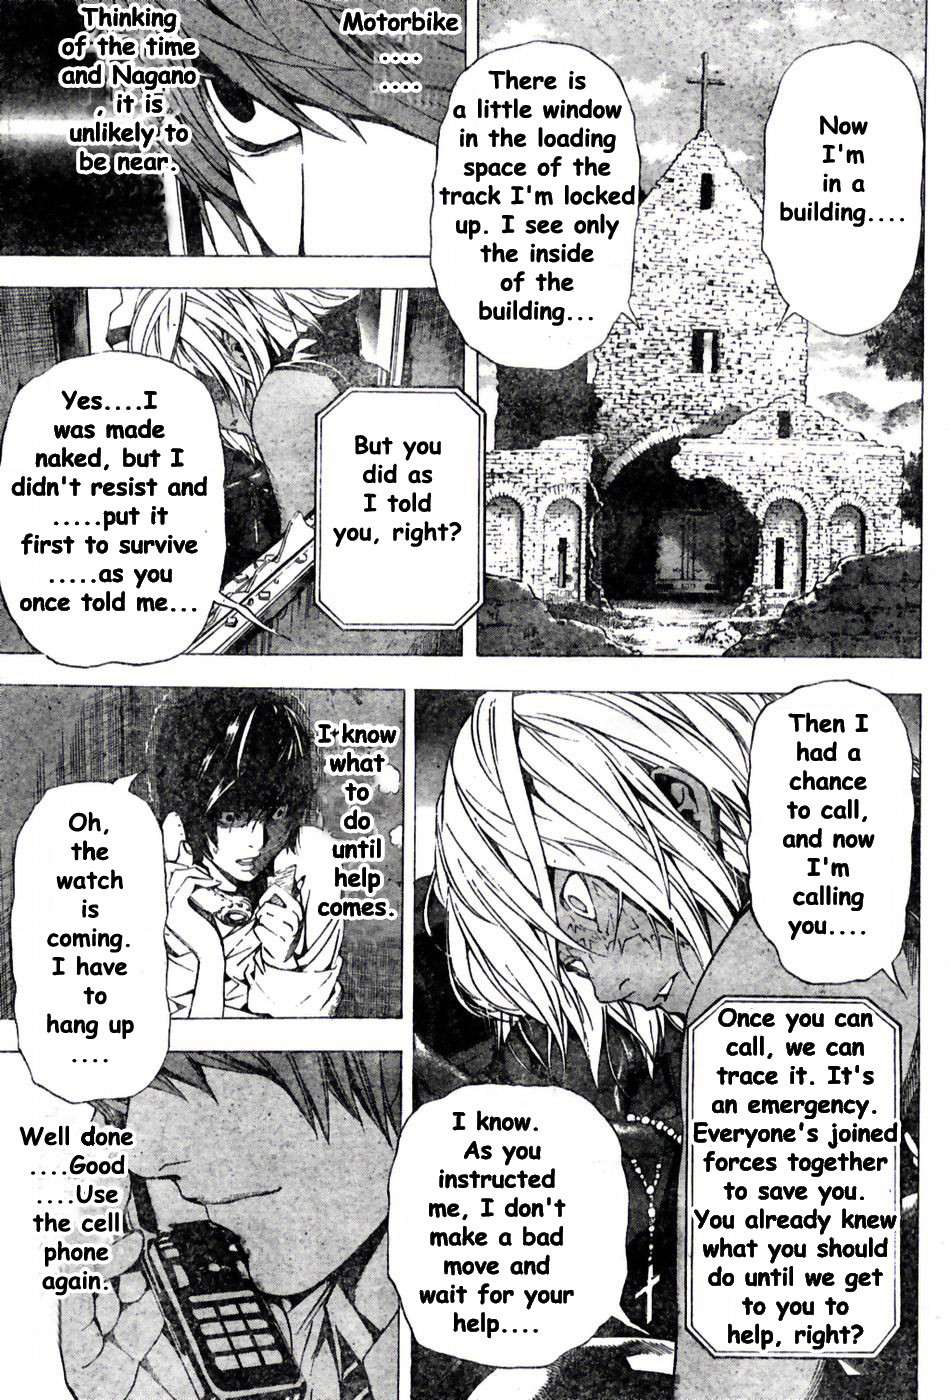 Now
I'm
in a
building....
There is
a little window
in the loading
space of the
track I'm locked
up. I see only
the inside
of the
building...
Motorbike
....
....
Thinking
of the time
and Nagano
, it is
unlikely to
be near.
But you
did as
I told
you, right?
Yes....I
was made
naked, but I
didn't resist and
.....put it
first to survive
.....as you
once told me...
Then I
had a
chance
to call,
and now
I'm
calling
you....
Once you can
call, we can
trace it. It's
an emergency.
Everyone's joined
forces together
to save you.
You already knew
what you should
do until we get
to you to
help, right?
I know.
As you
instructed
me, I don't
make a bad
move and
wait for your
help....
I know
what
to
do
until
help
comes.
Oh,
the
watch
is
coming.
I have
to
hang up
....
Well done
....Good
....Use
the cell
phone
again.